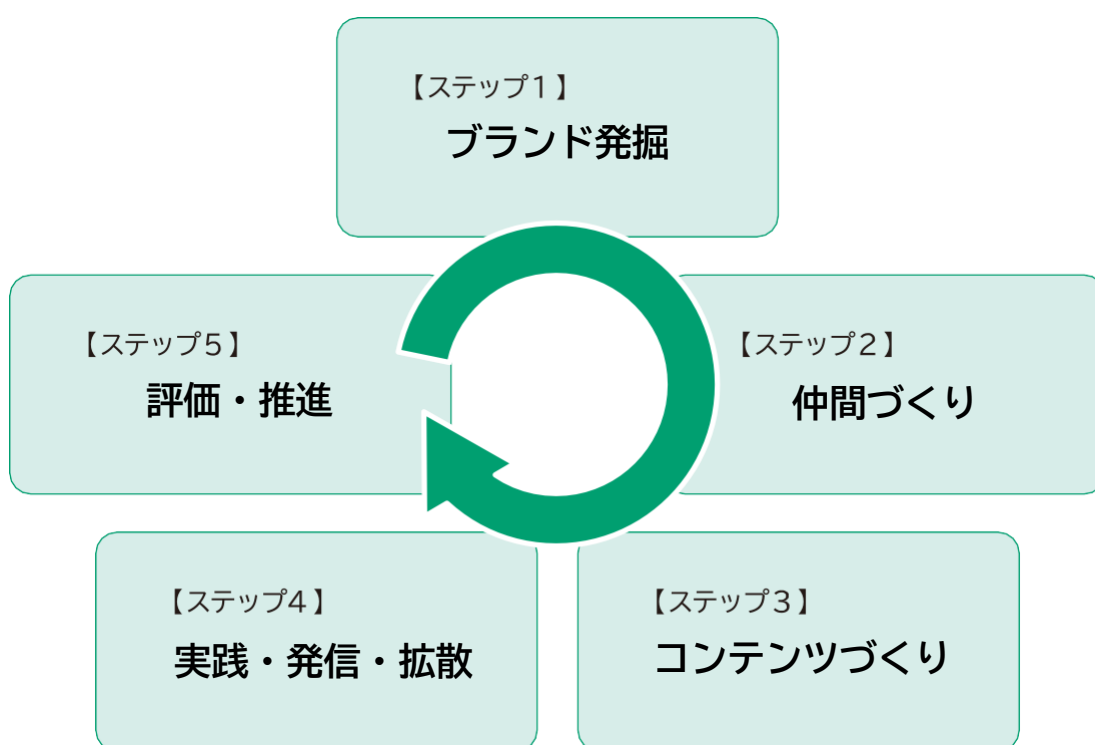 【ステップ１】
ブランド発掘
【ステップ２】
仲間づくり
【ステップ３】
コンテンツづくり
【ステップ４】
実践・発信・拡散
【ステップ５】
評価・推進